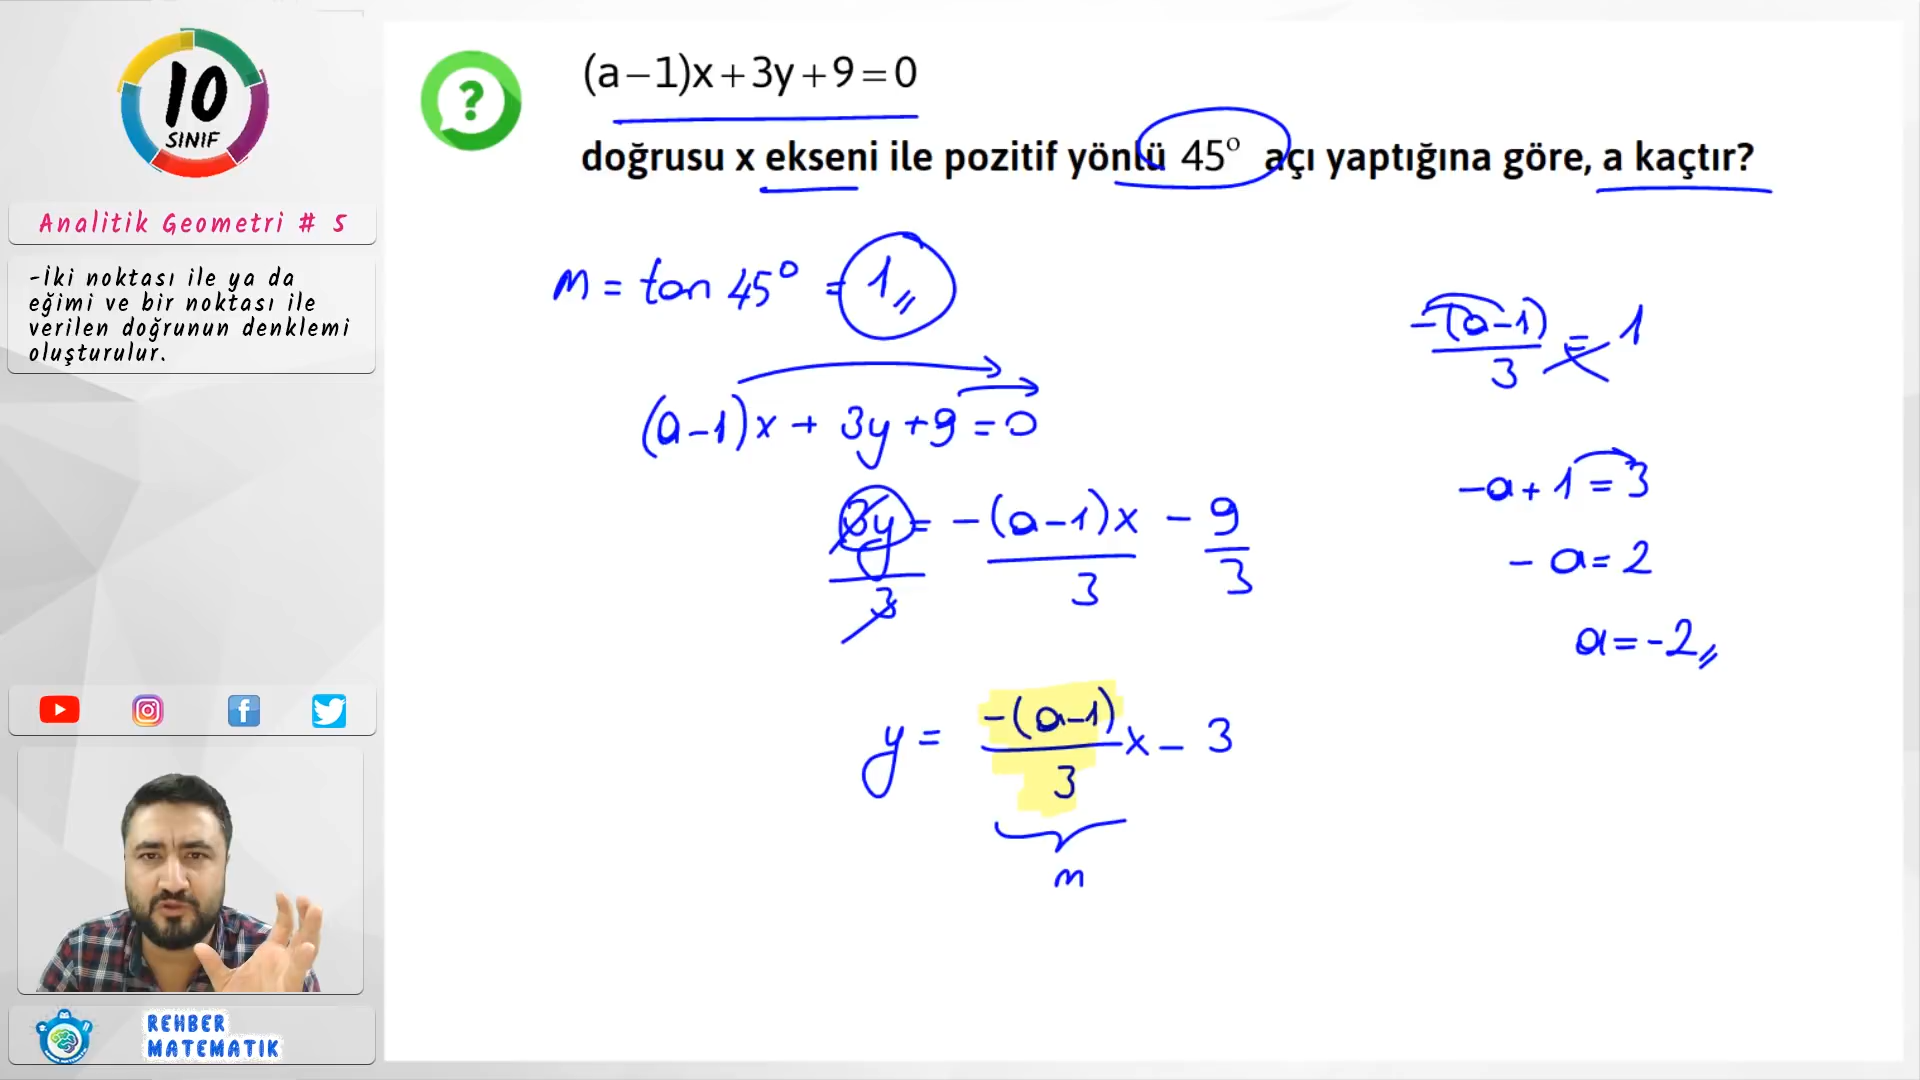 10
SINIF
Analitik Geometri # 5
-İki noktası ile ya da
eğimi ve bir noktası ile
verilen doğrunun denklemi
oluşturulur.
REHBER
MATEMATIK
?
(a-1)x+3y+9=0
doğrusu x ekseni ile pozitif yönlü 45° açı yaptığına göre, a kaçtır?
m = tan 45° = 1
(a-1)x + 3y +9 = 0
3y/3 = -(a-1)x/3 - 9/3
y = -(a-1)/3 x - 3
m
-(a-1)/3 = 1
-a+1=3
-a=2
a=-2